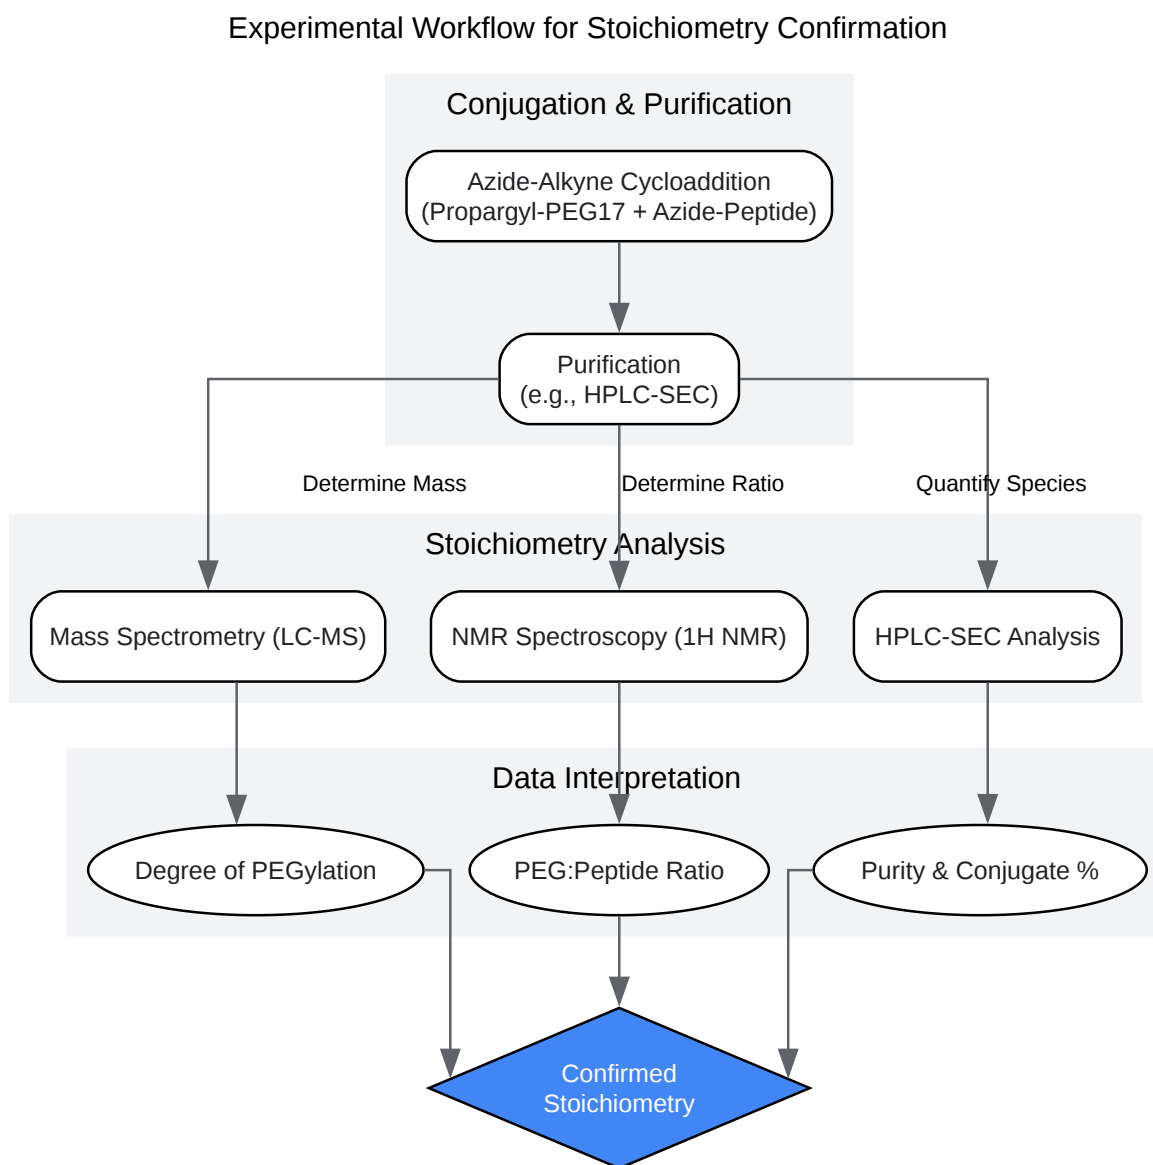 Experimental Workflow for Stoichiometry Confirmation
Conjugation & Purification
Azide-Alkyne Cycloaddition
(Propargyl-PEG17 + Azide-Peptide)
Purification
(e.g., HPLC-SEC)
Determine Mass
Determine Ratio
Quantify Species
Stoichiometry Analysis
Mass Spectrometry (LC-MS)
NMR Spectroscopy (1H NMR)
HPLC-SEC Analysis
Data Interpretation
Degree of PEGylation
PEG:Peptide Ratio
Purity & Conjugate %
Confirmed
Stoichiometry